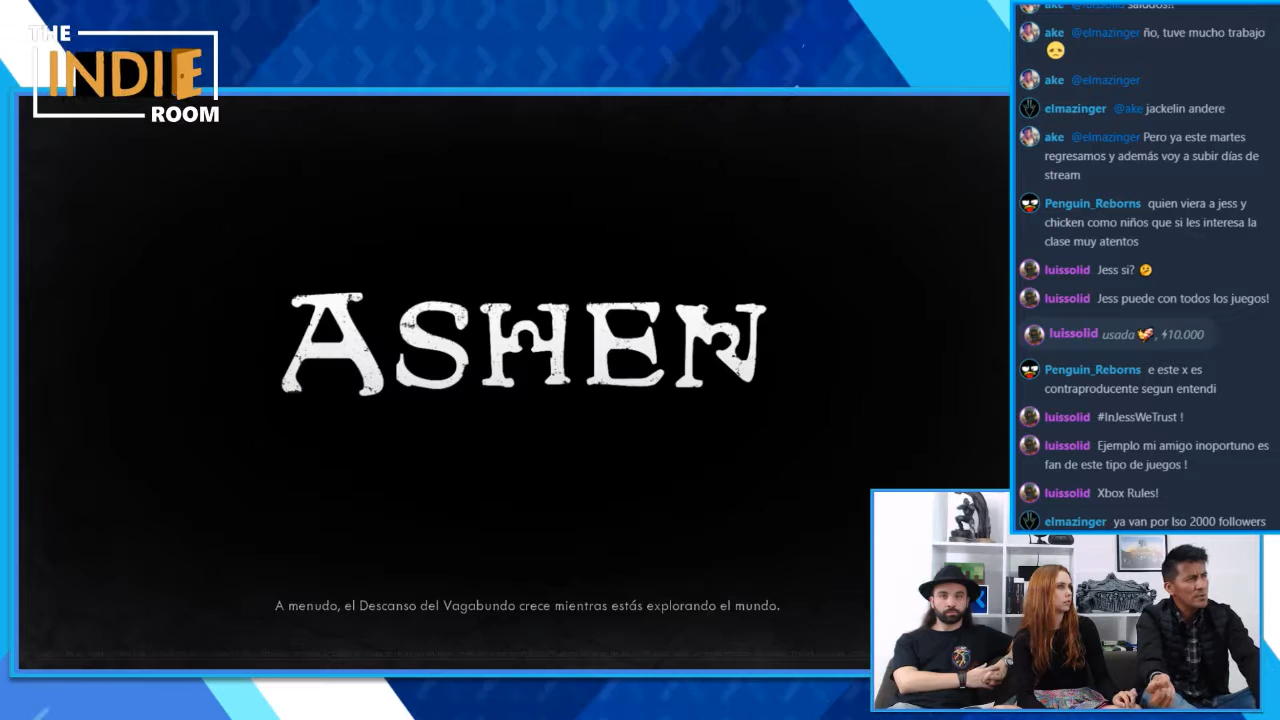 THE
INDIE
ROOM
ASHEN
A menudo, el Descanso del Vagabundo crece mientras estás explorando el mundo.
ake @luissolid saludos!!
ake @elmazinger ño, tuve mucho trabajo
ake @elmazinger
elmazinger @ake jackelin andere
ake @elmazinger Pero ya este martes
regresamos y además voy a subir días de
stream
Penguin_Reborns quien viera a jess y
chicken como niños que si les interesa la
clase muy atentos
luissolid Jess si?
luissolid Jess puede con todos los juegos!
luissolid usada , 10.000
Penguin_Reborns e este x es
contraproducente segun entendi
luissolid #InJessWeTrust !
luissolid Ejemplo mi amigo inoportuno es
fan de este tipo de juegos !
luissolid Xbox Rules!
elmazinger ya van por lso 2000 followers